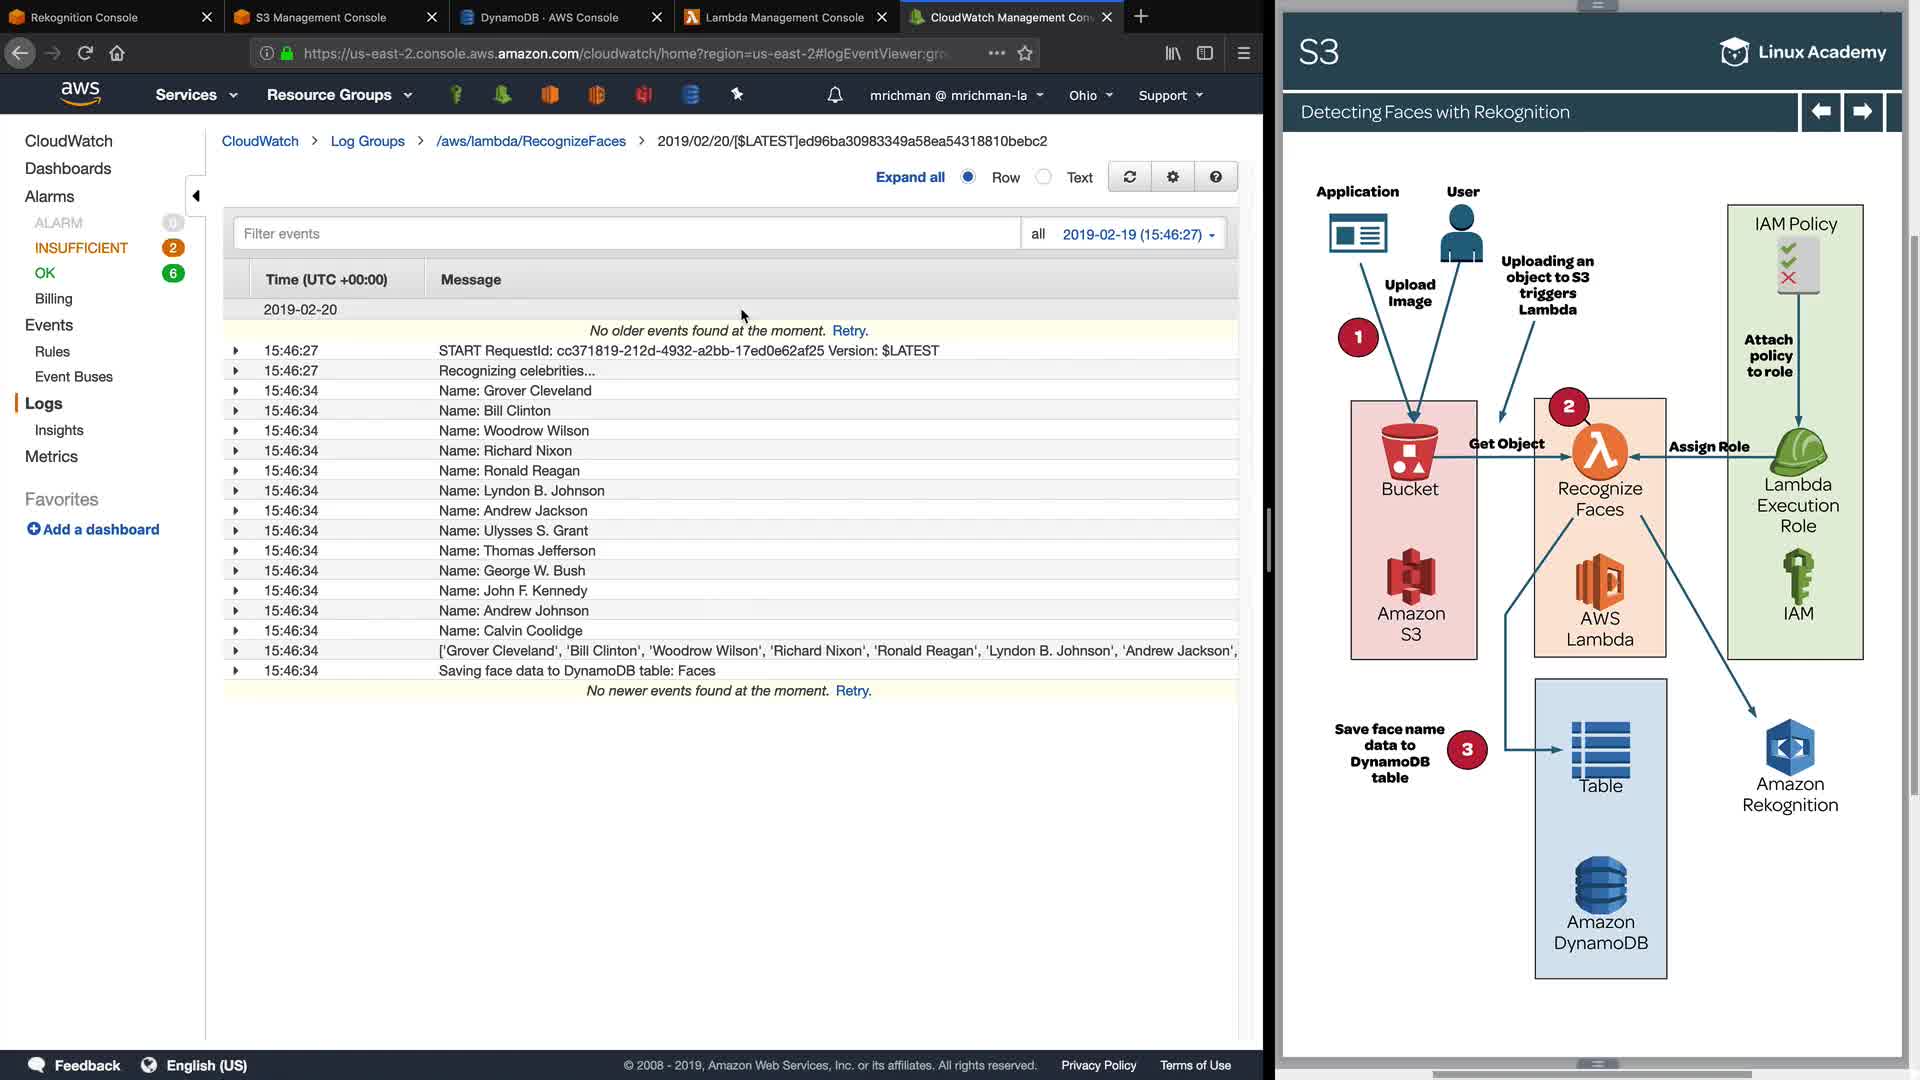 Rekognition Console
S3 Management Console
DynamoDB · AWS Console
Lambda Management Console
CloudWatch Management Con
https://us-east-2.console.aws.amazon.com/cloudwatch/home?region=us-east-2#logEventViewer:gro
aws
Services
Resource Groups
mrichman @ mrichman-la
Ohio
Support
CloudWatch
Dashboards
Alarms
ALARM 0
INSUFFICIENT 2
OK 6
Billing
Events
Rules
Event Buses
Logs
Insights
Metrics
Favorites
Add a dashboard
CloudWatch
Log Groups
/aws/lambda/RecognizeFaces
2019/02/20/[$LATEST]ed96ba30983349a58ea54318810bebc2
Expand all
Row
Text
Filter events
all
2019-02-19 (15:46:27)
Time (UTC +00:00)
Message
2019-02-20
No older events found at the moment. Retry.
15:46:27 START RequestId: cc371819-212d-4932-a2bb-17ed0e62af25 Version: $LATEST
15:46:27 Recognizing celebrities...
15:46:34 Name: Grover Cleveland
15:46:34 Name: Bill Clinton
15:46:34 Name: Woodrow Wilson
15:46:34 Name: Richard Nixon
15:46:34 Name: Ronald Reagan
15:46:34 Name: Lyndon B. Johnson
15:46:34 Name: Andrew Jackson
15:46:34 Name: Ulysses S. Grant
15:46:34 Name: Thomas Jefferson
15:46:34 Name: George W. Bush
15:46:34 Name: John F. Kennedy
15:46:34 Name: Andrew Johnson
15:46:34 Name: Calvin Coolidge
15:46:34 ['Grover Cleveland', 'Bill Clinton', 'Woodrow Wilson', 'Richard Nixon', 'Ronald Reagan', 'Lyndon B. Johnson', 'Andrew Jackson',
15:46:34 Saving face data to DynamoDB table: Faces
No newer events found at the moment. Retry.
Feedback
English (US)
© 2008 - 2019, Amazon Web Services, Inc. or its affiliates. All rights reserved.
Privacy Policy
Terms of Use
S3
Linux Academy
Detecting Faces with Rekognition
Application
User
Upload
Image
Uploading an
object to S3
triggers
Lambda
IAM Policy
1
Attach
policy
to role
2
Get Object
Assign Role
Bucket
Recognize
Faces
Lambda
Execution
Role
Amazon
S3
AWS
Lambda
IAM
Save face name
data to
DynamoDB
table
3
Table
Amazon
Rekognition
Amazon
DynamoDB